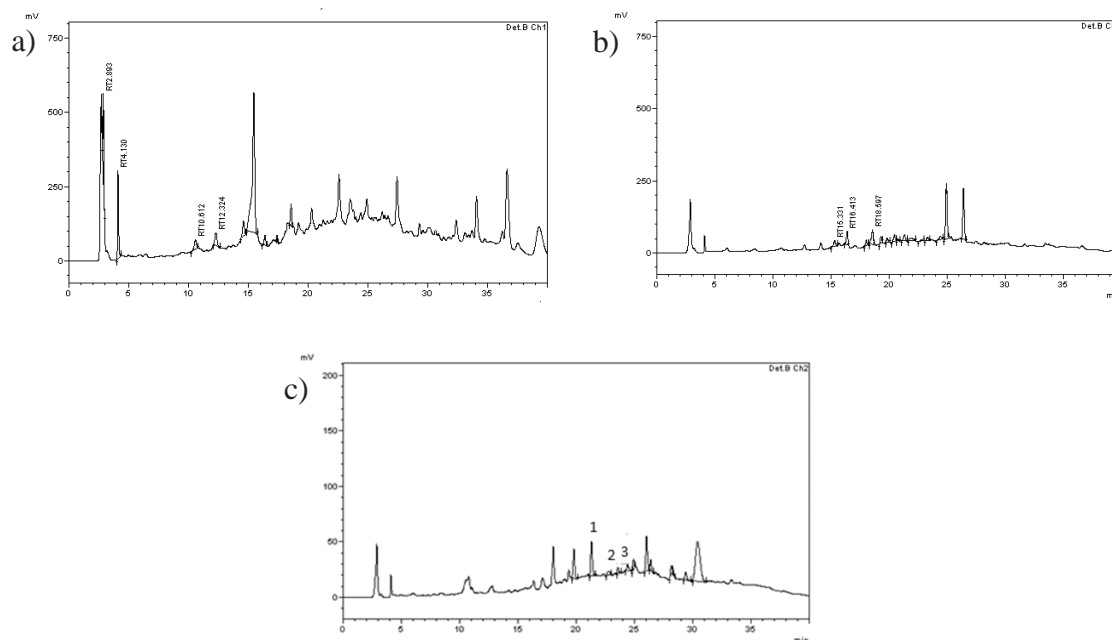 a)
mV
Det.B Ch1
750
500
250
0
RT2.893
RT4.130
RT10.612
RT12.324
0 5 10 15 20 25 30 35
b)
mV
Det.B C
750
500
250
0
RT15.331
RT16.413
RT18.597
0 5 10 15 20 25 30 35
c)
mV
Det.B Ch2
200
150
100
50
0
1
2
3
0 5 10 15 20 25 30 35